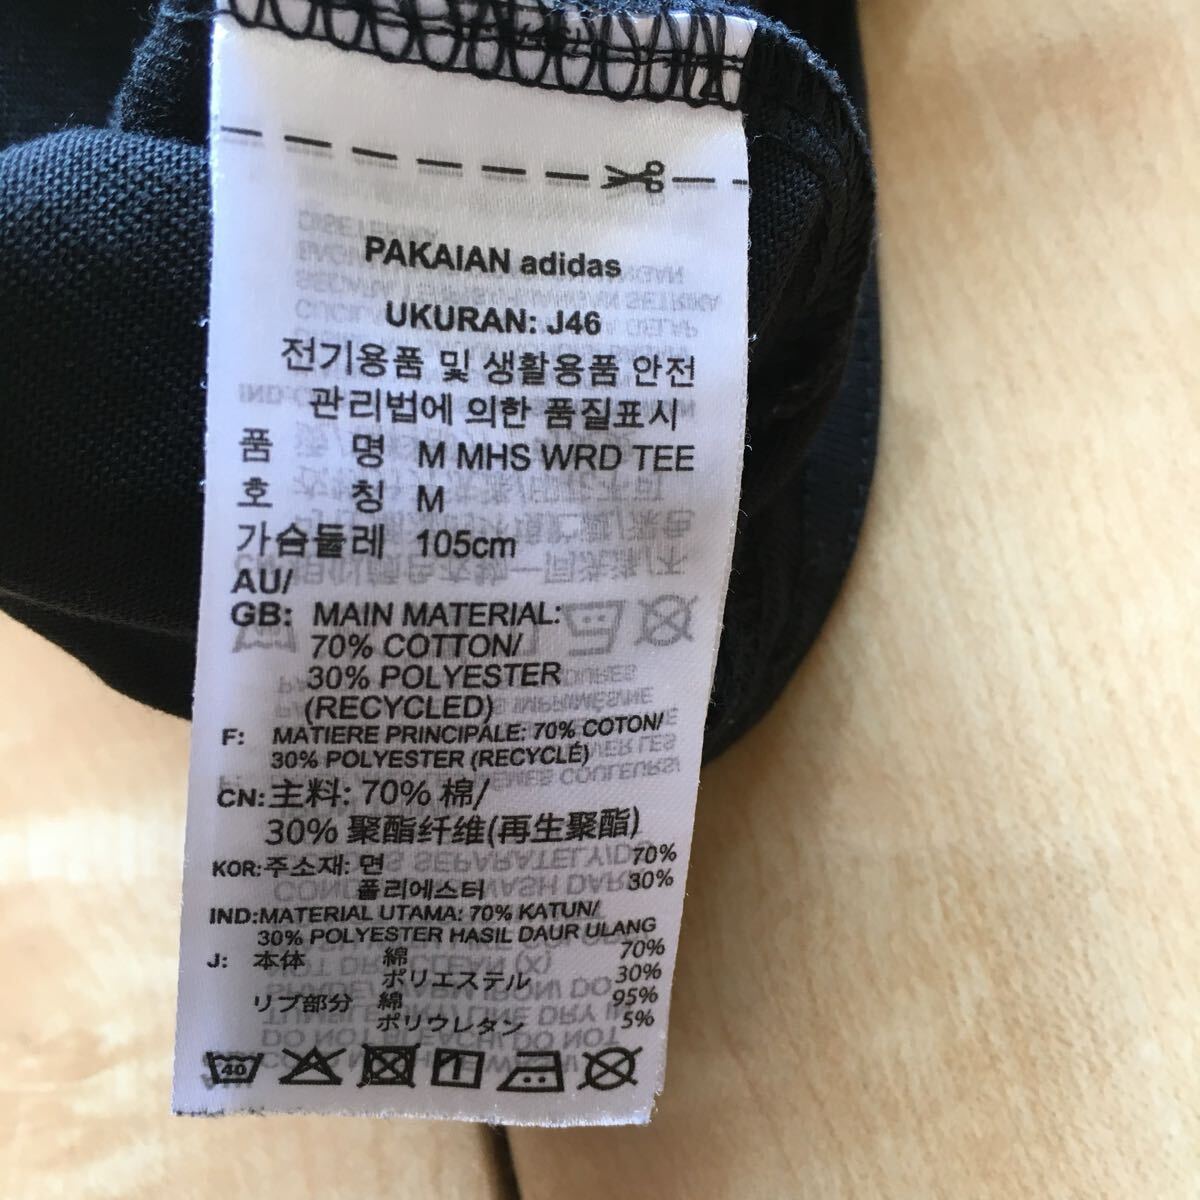 PAKAIAN adidas
UKURAN: J46
전기용품 및 생활용품 안전
관리법에 의한 품질표시
품 명 M MHS WRD TEE
호 칭 M
가슴둘레 105cm
AU/
GB: MAIN MATERIAL:
70% COTTON/
30% POLYESTER
(RECYCLED)
F: MATIERE PRINCIPALE: 70% COTON/
30% POLYESTER (RECYCLÉ)
CN: 主料: 70% 棉/
30% 聚酯纤维(再生聚酯)
KOR: 주소재: 면 70%
폴리에스터 30%
IND: MATERIAL UTAMA: 70% KATUN/
30% POLYESTER HASIL DAUR ULANG
J: 本体 綿 70%
ポリエステル 30%
リブ部分 綿 95%
ポリウレタン 5%
40